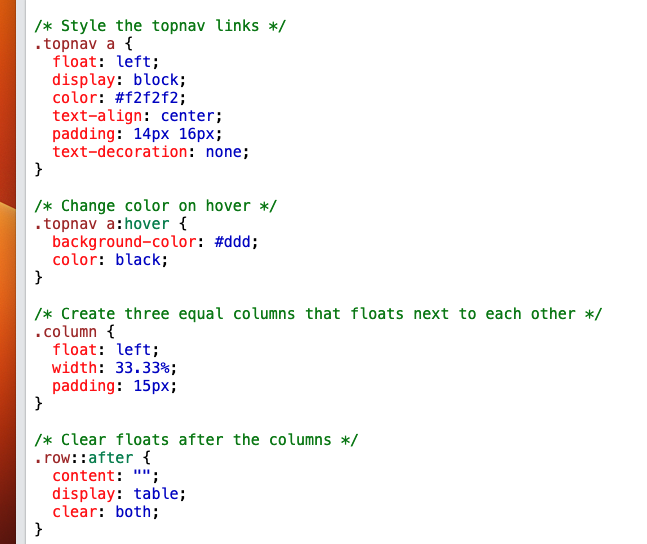 /* Style the topnav links */
.topnav a {
  float: left;
  display: block;
  color: #f2f2f2;
  text-align: center;
  padding: 14px 16px;
  text-decoration: none;
}

/* Change color on hover */
.topnav a:hover {
  background-color: #ddd;
  color: black;
}

/* Create three equal columns that floats next to each other */
.column {
  float: left;
  width: 33.33%;
  padding: 15px;
}

/* Clear floats after the columns */
.row::after {
  content: "";
  display: table;
  clear: both;
}